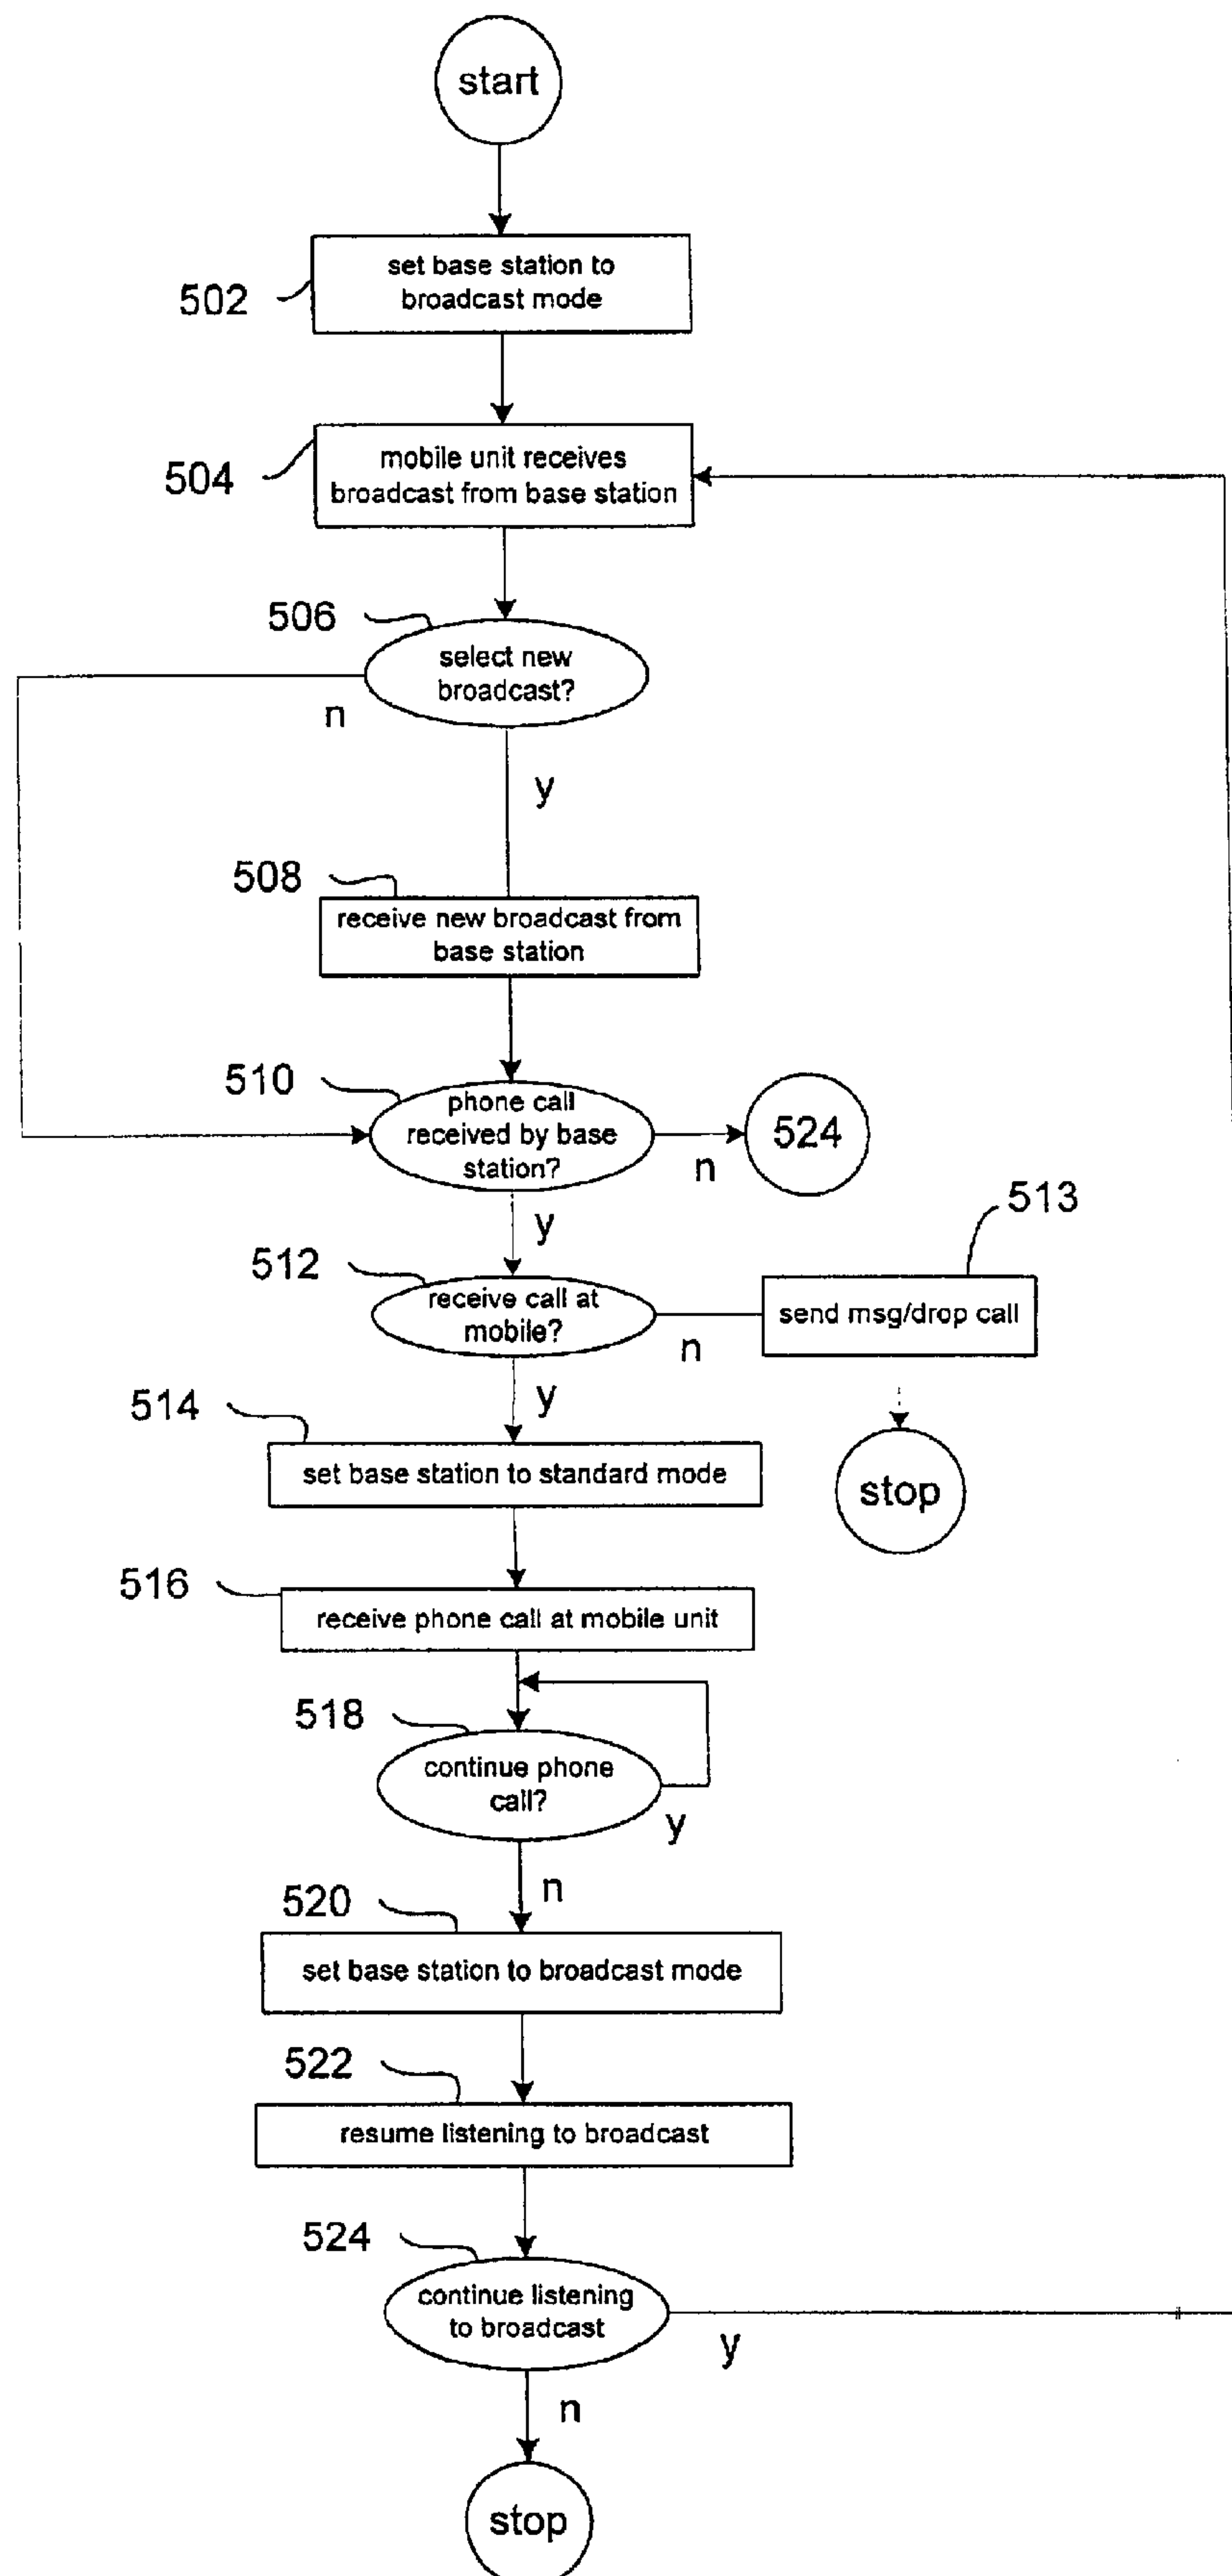 start
502
set base station to
broadcast mode
504
mobile unit receives
broadcast from base station
506
select new
broadcast?
n
y
508
receive new broadcast from
base station
510
phone call
received by base
station?
n
524
y
513
512
receive call at
mobile?
n
send msg/drop call
y
514
set base station to standard mode
stop
516
receive phone call at mobile unit
518
continue phone
call?
y
n
520
set base station to broadcast mode
522
resume listening to broadcast
524
continue listening
to broadcast
y
n
stop